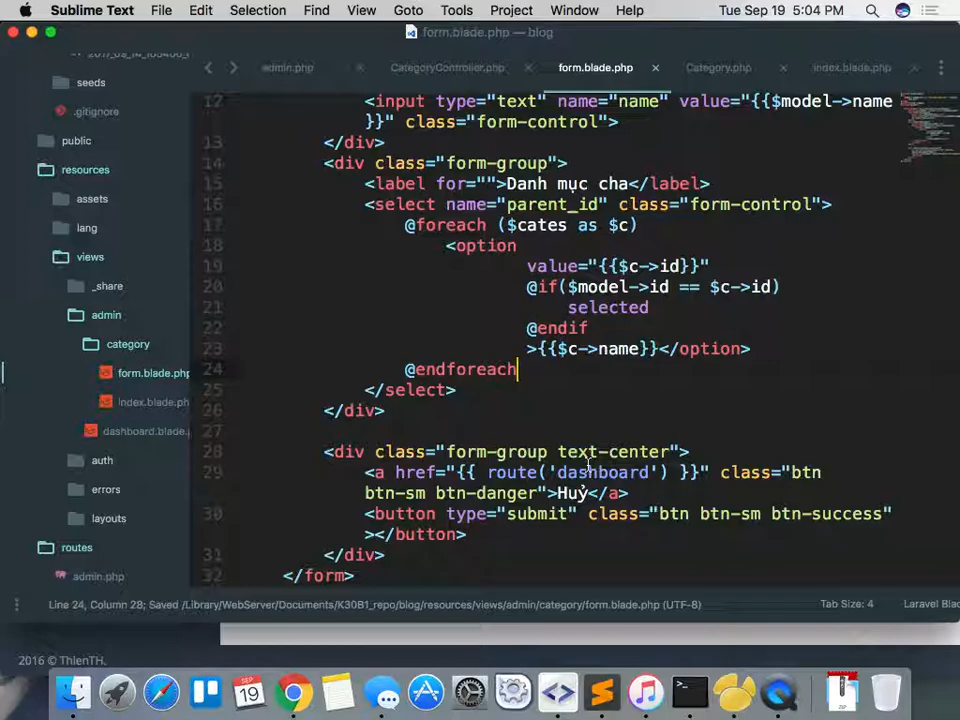 Sublime Text File Edit Selection Find View Goto Tools Project Window Help Tue Sep 19 5:04 PM
form.blade.php — blog
admin.php CategoryController.php form.blade.php Category.php index.blade.php
seeds
.gitignore
public
resources
assets
lang
views
_share
admin
category
form.blade.php
index.blade.ph
dashboard.blade.
auth
errors
layouts
routes
admin.php
12 <input type="text" name="name" value="{{$model->name
}}" class="form-control">
13 </div>
14 <div class="form-group">
15 <label for="">Danh mục cha</label>
16 <select name="parent_id" class="form-control">
17 @foreach ($cates as $c)
18 <option
19 value="{{$c->id}}"
20 @if($model->id == $c->id)
21 selected
22 @endif
23 >{{$c->name}}</option>
24 @endforeach
25 </select>
26 </div>
27
28 <div class="form-group text-center">
29 <a href="{{ route('dashboard') }}" class="btn
btn-sm btn-danger">Huỷ</a>
30 <button type="submit" class="btn btn-sm btn-success"
></button>
31 </div>
32 </form>
Line 24, Column 28; Saved /Library/WebServer/Documents/K30B1_repo/blog/resources/views/admin/category/form.blade.php (UTF-8) Tab Size: 4 Laravel Blad
2016 © ThienTH.
SEP
19
ZIP